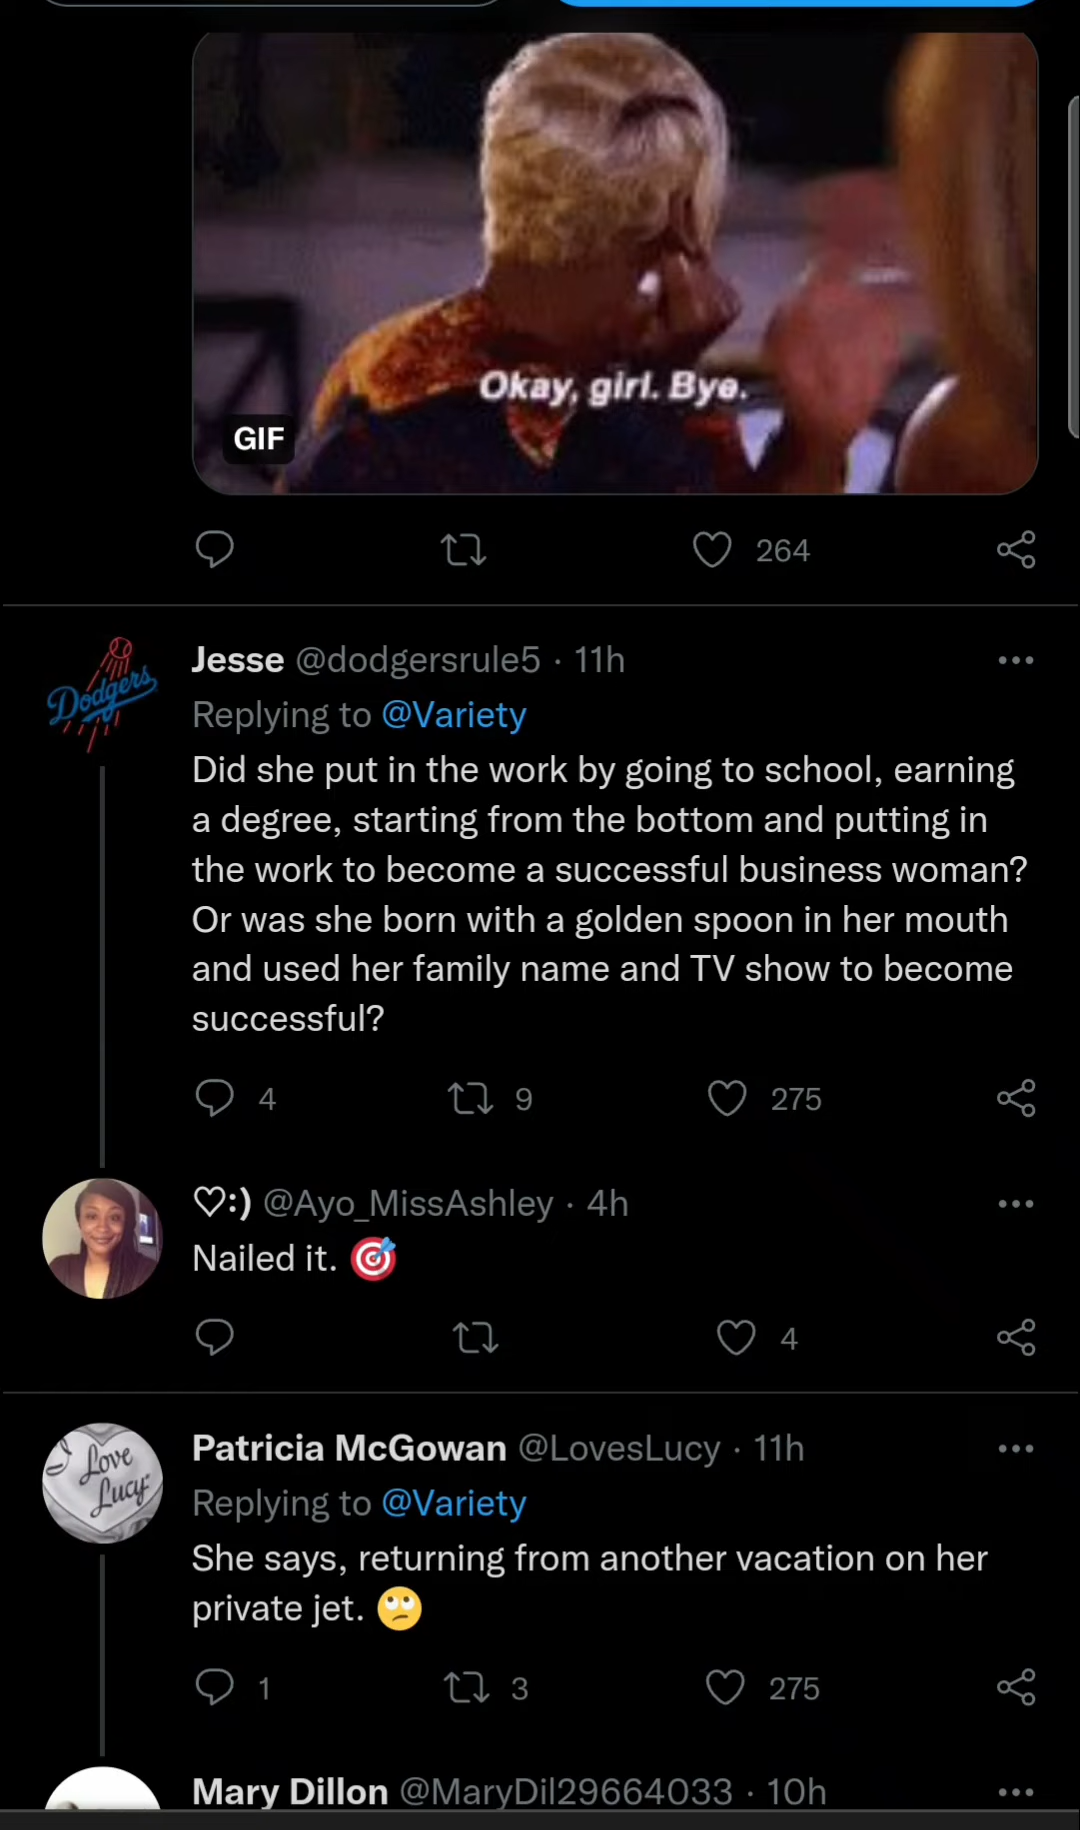 Okay, girl. Bye.
GIF
264
Dodgers
Jesse @dodgersrule5 · 11h
Replying to @Variety
Did she put in the work by going to school, earning
a degree, starting from the bottom and putting in
the work to become a successful business woman?
Or was she born with a golden spoon in her mouth
and used her family name and TV show to become
successful?
4 9 275
♡:) @Ayo_MissAshley · 4h
Nailed it. 🎯
4
I Love
Lucy
Patricia McGowan @LovesLucy · 11h
Replying to @Variety
She says, returning from another vacation on her
private jet. 🙄
1 3 275
Mary Dillon @MaryDil29664033 · 10h